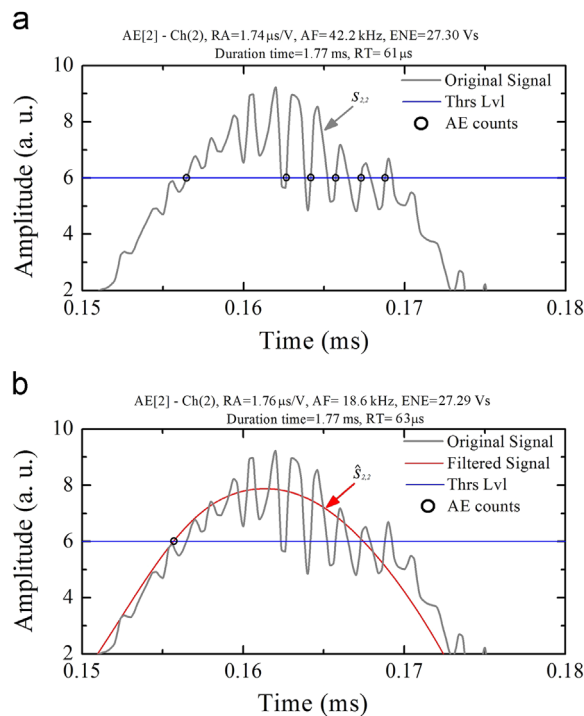 a
AE[2] - Ch(2), RA=1.74 μs/V, AF= 42.2 kHz, ENE=27.30 Vs
Duration time=1.77 ms, RT= 61μs
Amplitude (a. u.)
10
8
6
4
2
s2,2
Original Signal
Thrs Lvl
AE counts
0.15
0.16
0.17
0.18
Time (ms)
b
AE[2] - Ch(2), RA=1.76 μs/V, AF= 18.6 kHz, ENE=27.29 Vs
Duration time=1.77 ms, RT= 63μs
Amplitude (a. u.)
10
8
6
4
2
ŝ2,2
Original Signal
Filtered Signal
Thrs Lvl
AE counts
0.15
0.16
0.17
0.18
Time (ms)